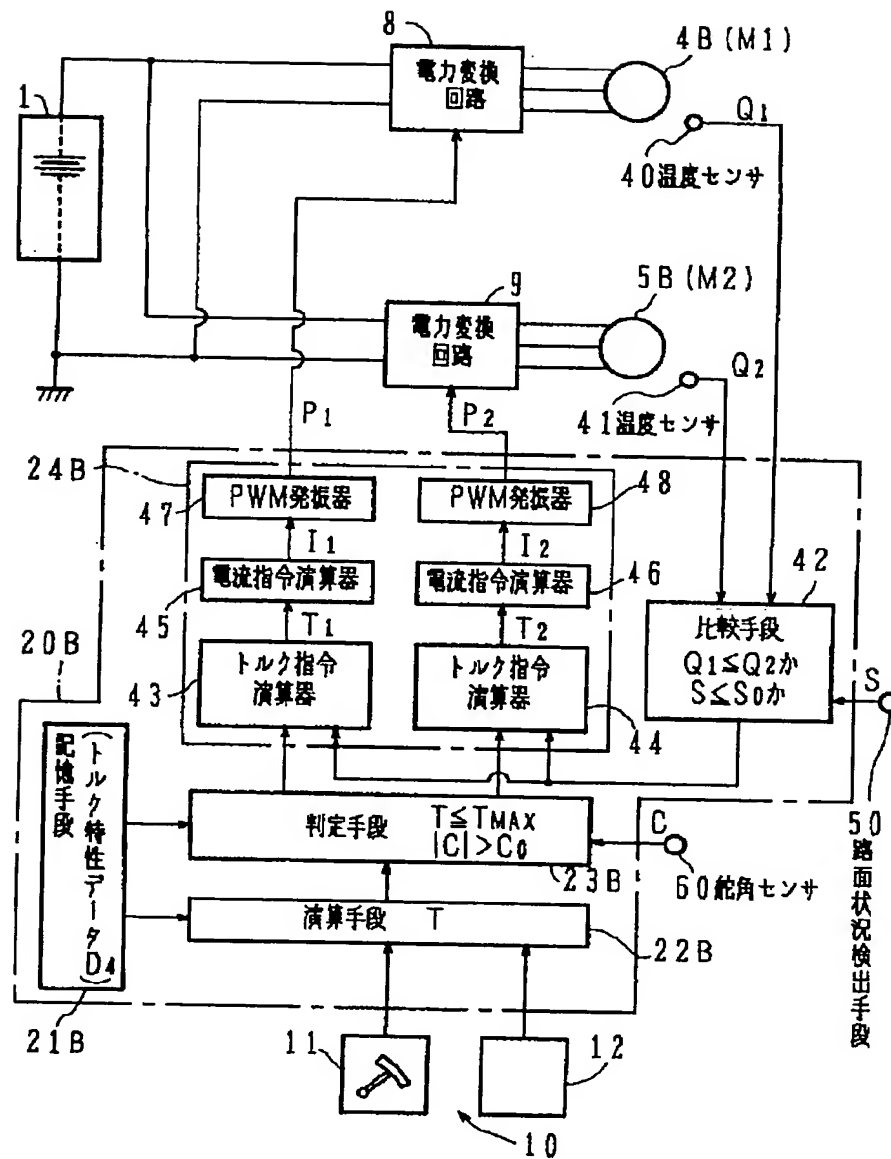 8
4B(M1)
電力変換
回路
1
Q1
40温度センサ
9
5B(M2)
電力変換
回路
Q2
41温度センサ
P1
P2
24B
PWM発振器
47
PWM発振器
48
I1
I2
電流指令演算器
45
電流指令演算器
46
42
T1
T2
比較手段
Q1≦Q2か
S≦S0か
20B
トルク指令
演算器
43
トルク指令
演算器
44
S
50
路面状況検出手段
記憶手段
(トルク特性データD4)
21B
判定手段 T≦TMAX
|C|>C0
23B
C
60舵角センサ
演算手段 T
22B
11
12
10